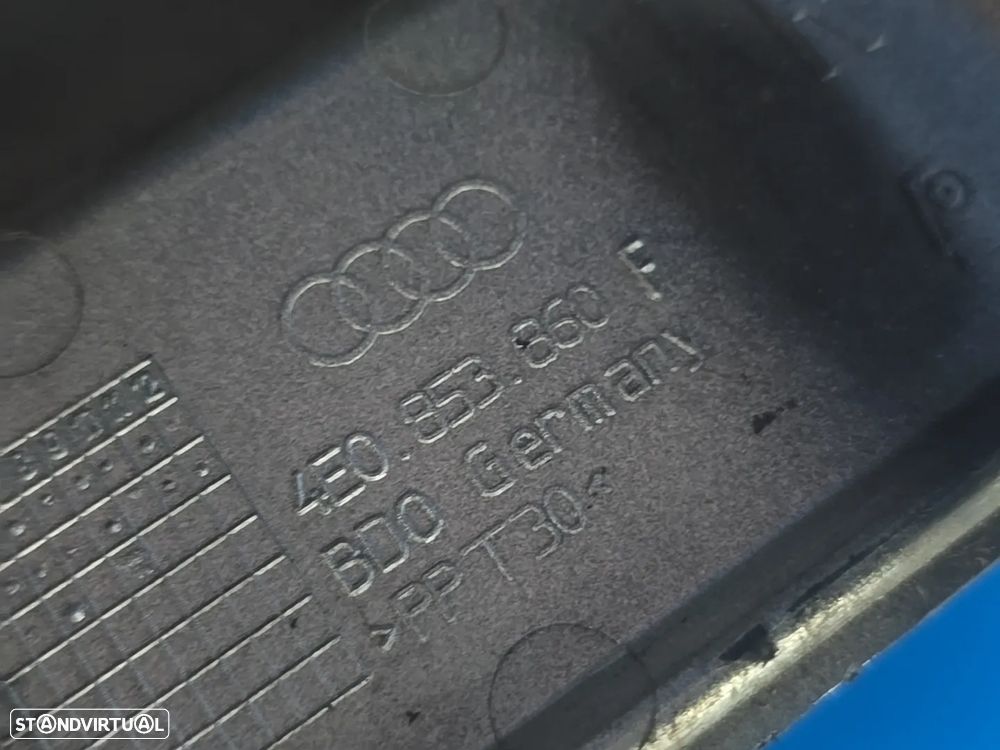 4E0.853.860 F
BDO Germany
>PP T30<
STANDVIRTUAL